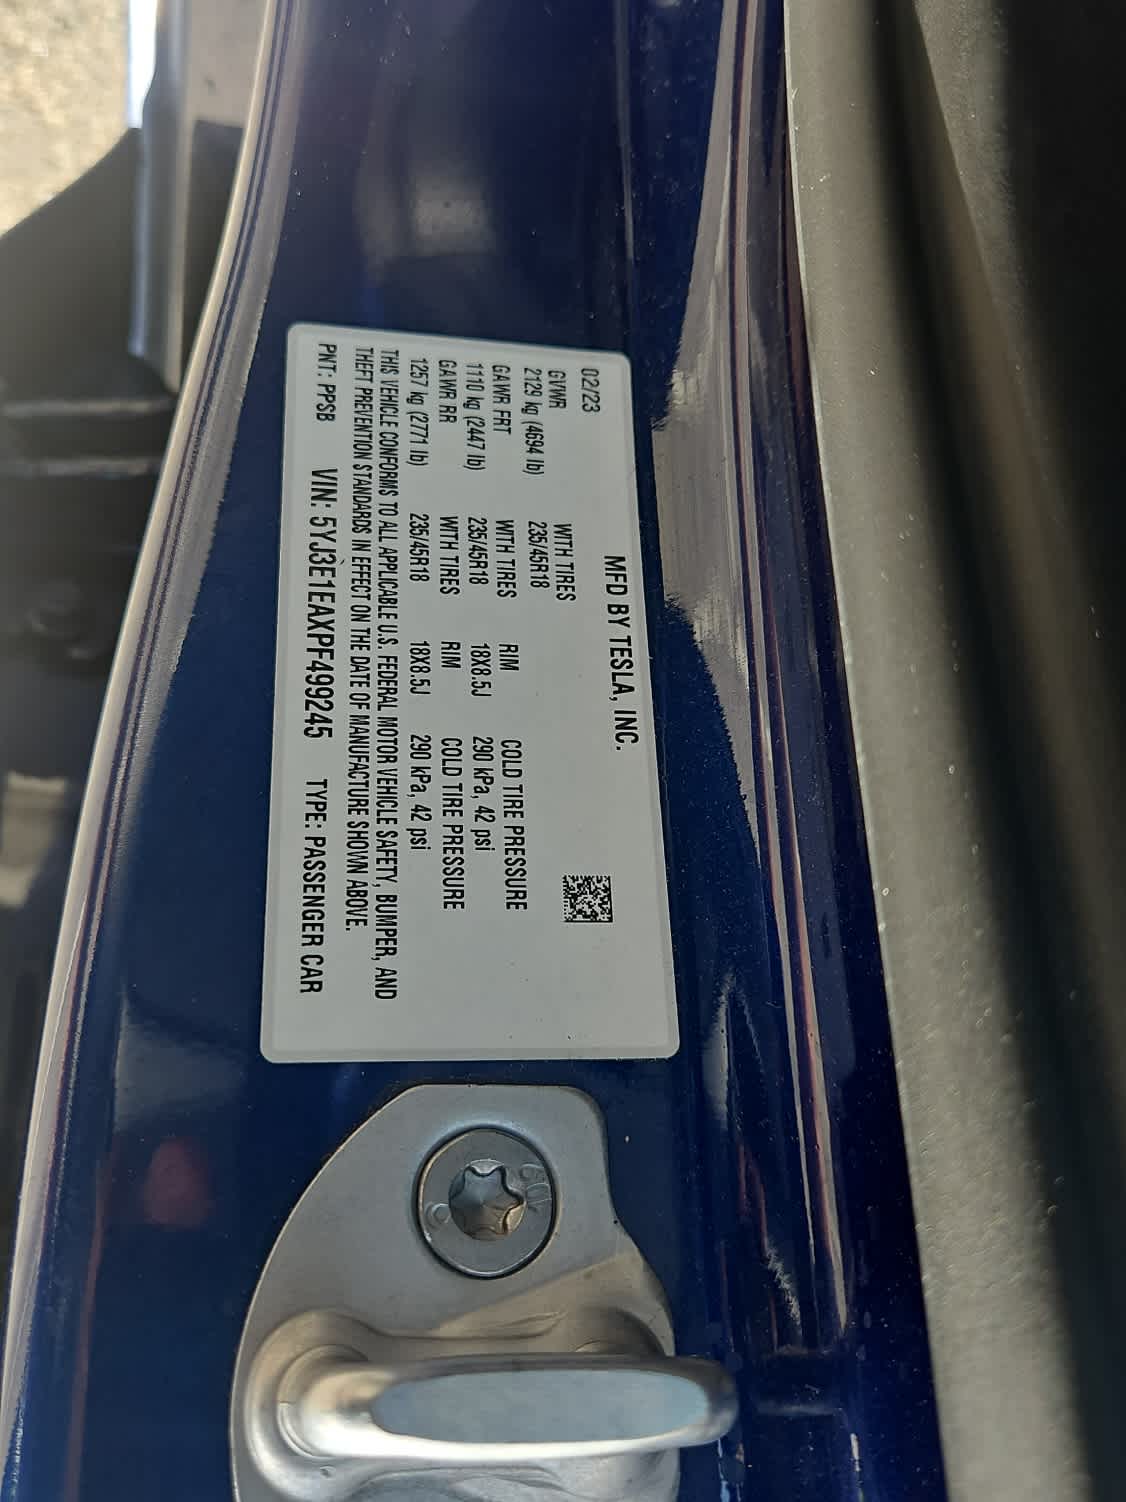 MFD BY TESLA, INC.
02/23
GVWR WITH TIRES
2129 kg (4694 lb) 235/45R18
GAWR FRT WITH TIRES RIM COLD TIRE PRESSURE
1110 kg (2447 lb) 235/45R18 18X8.5J 290 kPa, 42 psi
GAWR RR WITH TIRES RIM COLD TIRE PRESSURE
1257 kg (2771 lb) 235/45R18 18X8.5J 290 kPa, 42 psi
THIS VEHICLE CONFORMS TO ALL APPLICABLE U.S. FEDERAL MOTOR VEHICLE SAFETY, BUMPER, AND
THEFT PREVENTION STANDARDS IN EFFECT ON THE DATE OF MANUFACTURE SHOWN ABOVE.
PNT: PPSB VIN: 5YJ3E1EAXPF499245 TYPE: PASSENGER CAR